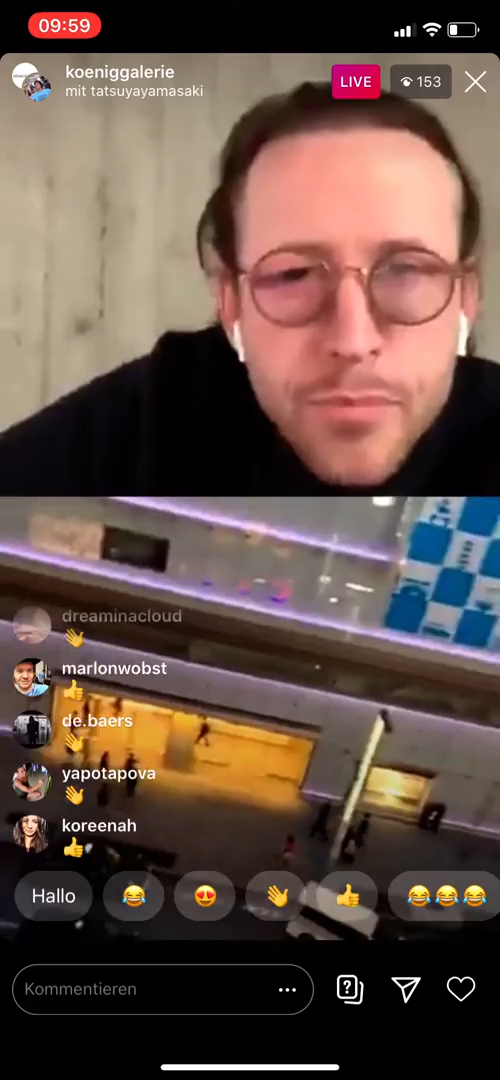 09:59
koeniggalerie
mit tatsuyayamasaki
LIVE
153
dreaminacloud
👋
marlonwobst
👍
de.baers
👋
yapotapova
👋
koreenah
👍
Hallo 😂 😍 👋 👍 😂😂😂
Kommentieren